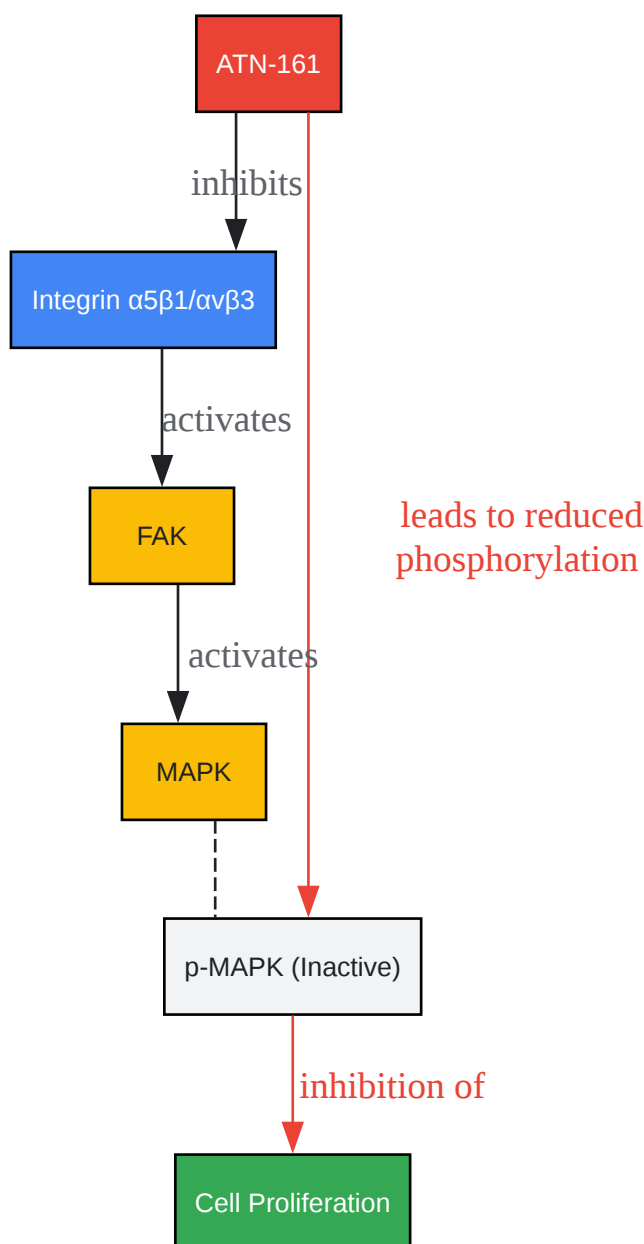 ATN-161
inhibits
Integrin α5β1/αvβ3
activates
leads to reduced
phosphorylation
FAK
activates
MAPK
p-MAPK (Inactive)
inhibition of
Cell Proliferation